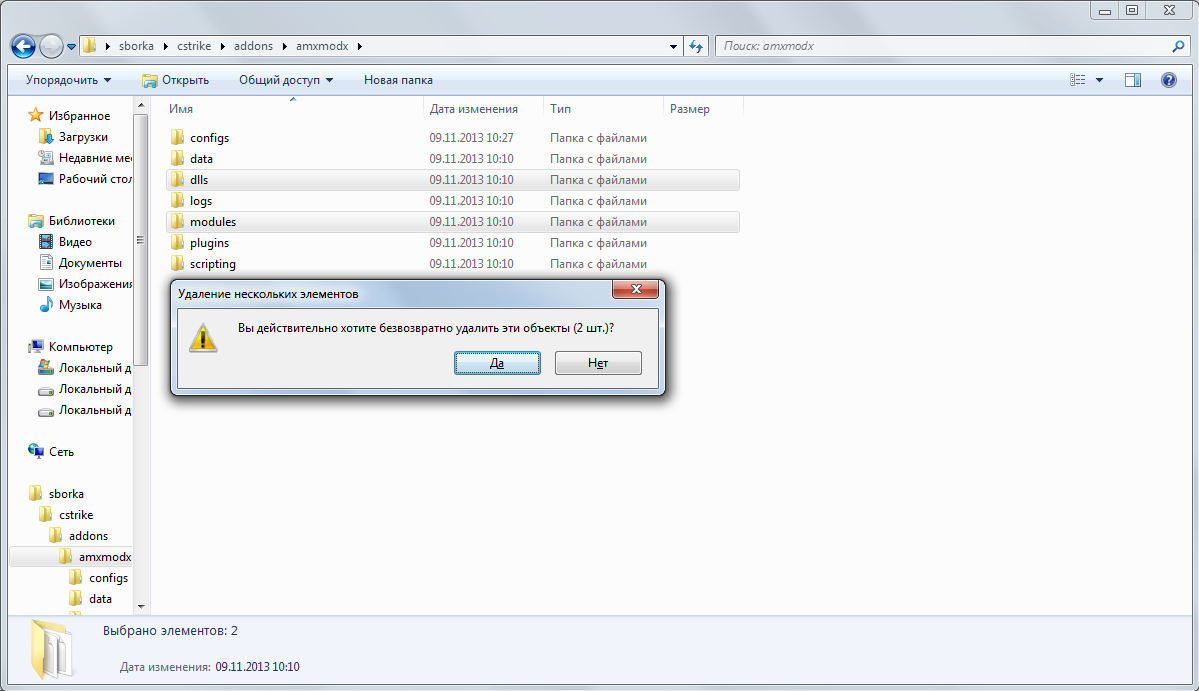 sborka cstrike addons amxmodx
Поиск: amxmodx
Упорядочить Открыть Общий доступ Новая папка
Избранное
Загрузки
Недавние ме
Рабочий стол
Библиотеки
Видео
Документы
Изображения
Музыка
Компьютер
Локальный д
Локальный д
Локальный д
Сеть
sborka
cstrike
addons
amxmodx
configs
data
Имя Дата изменения Тип Размер
configs 09.11.2013 10:27 Папка с файлами
data 09.11.2013 10:10 Папка с файлами
dlls 09.11.2013 10:10 Папка с файлами
logs 09.11.2013 10:10 Папка с файлами
modules 09.11.2013 10:10 Папка с файлами
plugins 09.11.2013 10:10 Папка с файлами
scripting 09.11.2013 10:10 Папка с файлами
Удаление нескольких элементов
Вы действительно хотите безвозвратно удалить эти объекты (2 шт.)?
Да Нет
Выбрано элементов: 2
Дата изменения: 09.11.2013 10:10